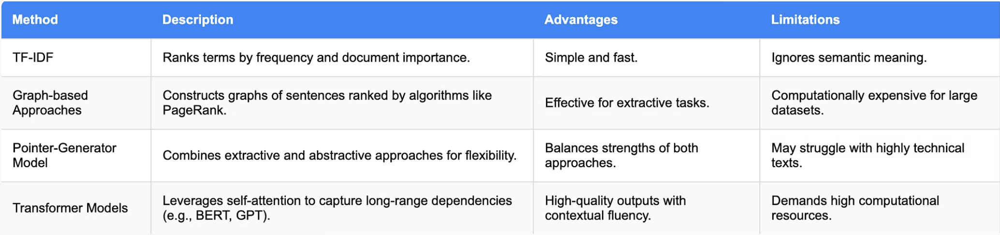 Method Description Advantages Limitations
TF-IDF Ranks terms by frequency and document importance. Simple and fast. Ignores semantic meaning.
Graph-based
Approaches
Constructs graphs of sentences ranked by algorithms like
PageRank.
Effective for extractive tasks.
Computationally expensive for large
datasets.
Pointer-Generator
Model
Combines extractive and abstractive approaches for flexibility.
Balances strengths of both
approaches.
May struggle with highly technical
texts.
Transformer Models
Leverages self-attention to capture long-range dependencies
(e.g., BERT, GPT).
High-quality outputs with
contextual fluency.
Demands high computational
resources.